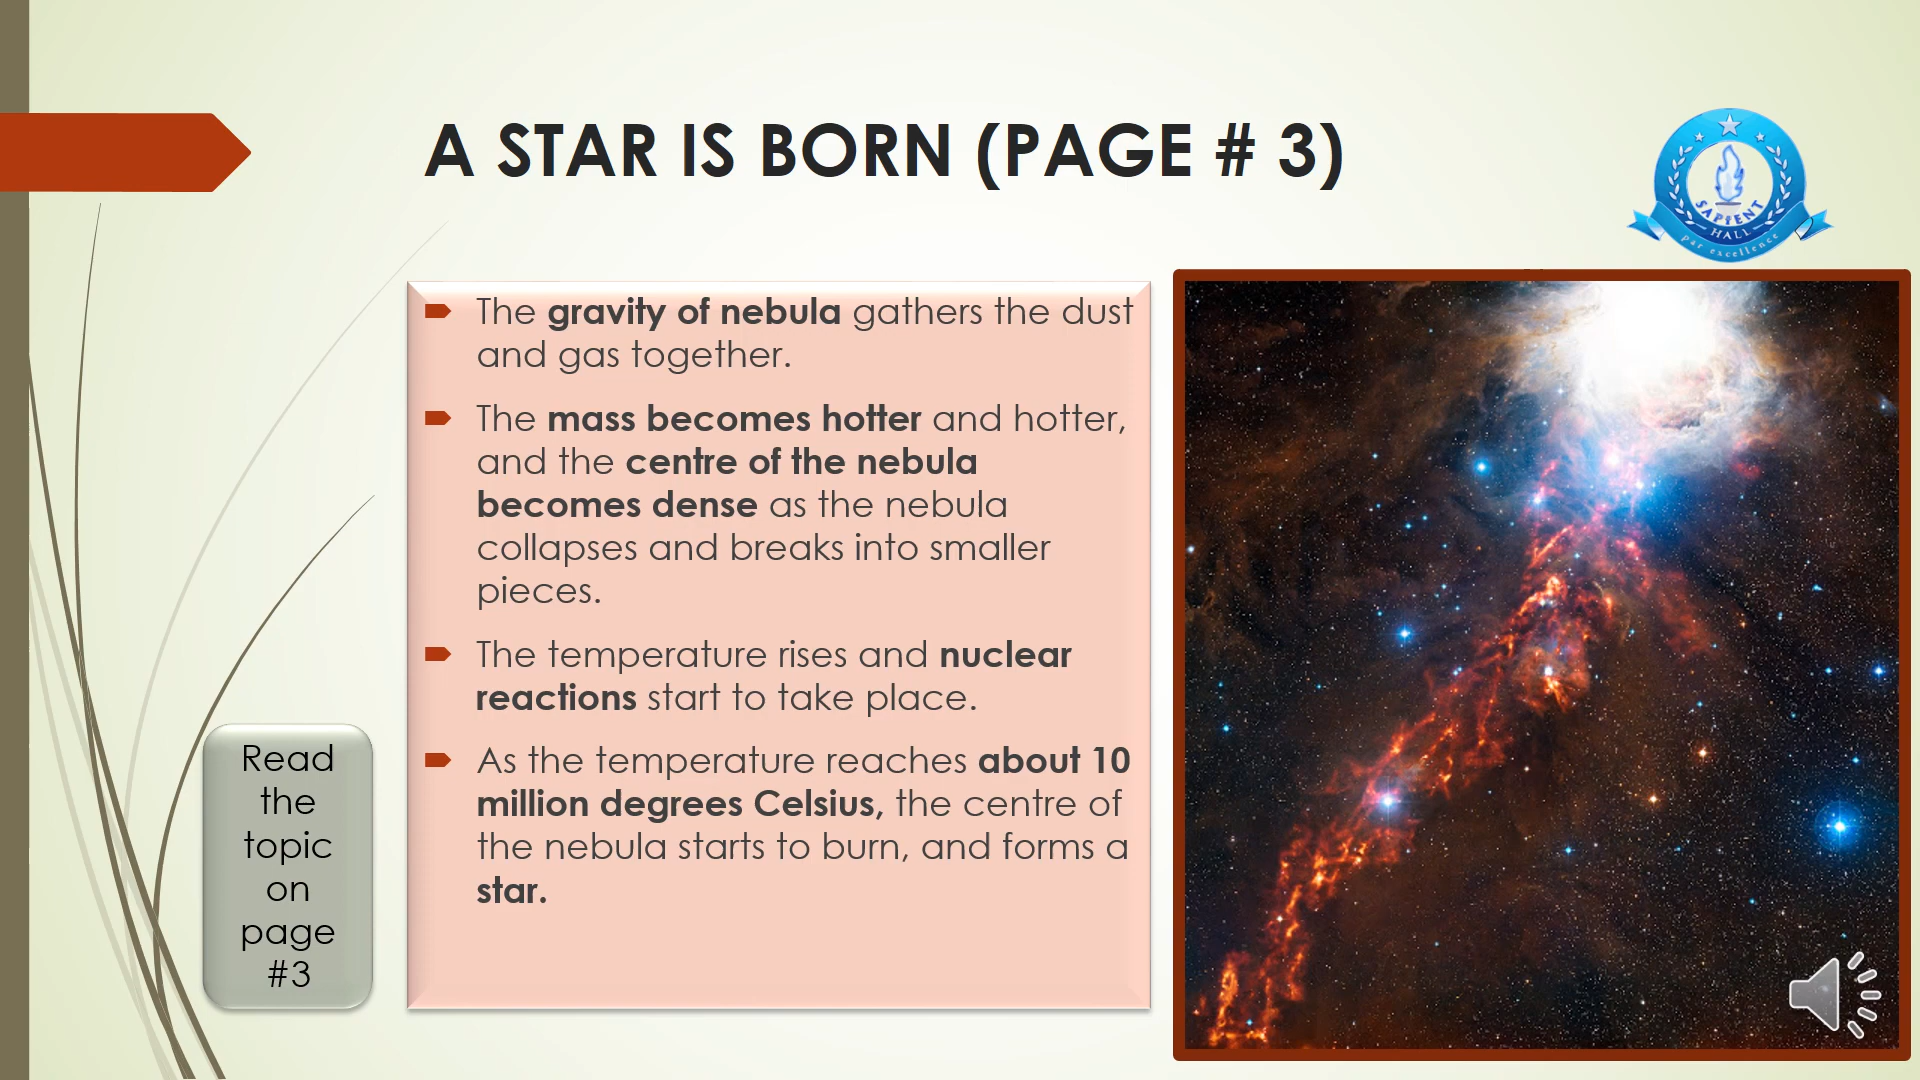 A STAR IS BORN (PAGE # 3)
SAPIENT
HALL
par excellence
The gravity of nebula gathers the dust
and gas together.
The mass becomes hotter and hotter,
and the centre of the nebula
becomes dense as the nebula
collapses and breaks into smaller
pieces.
The temperature rises and nuclear
reactions start to take place.
As the temperature reaches about 10
million degrees Celsius, the centre of
the nebula starts to burn, and forms a
star.
Read
the
topic
on
page
#3